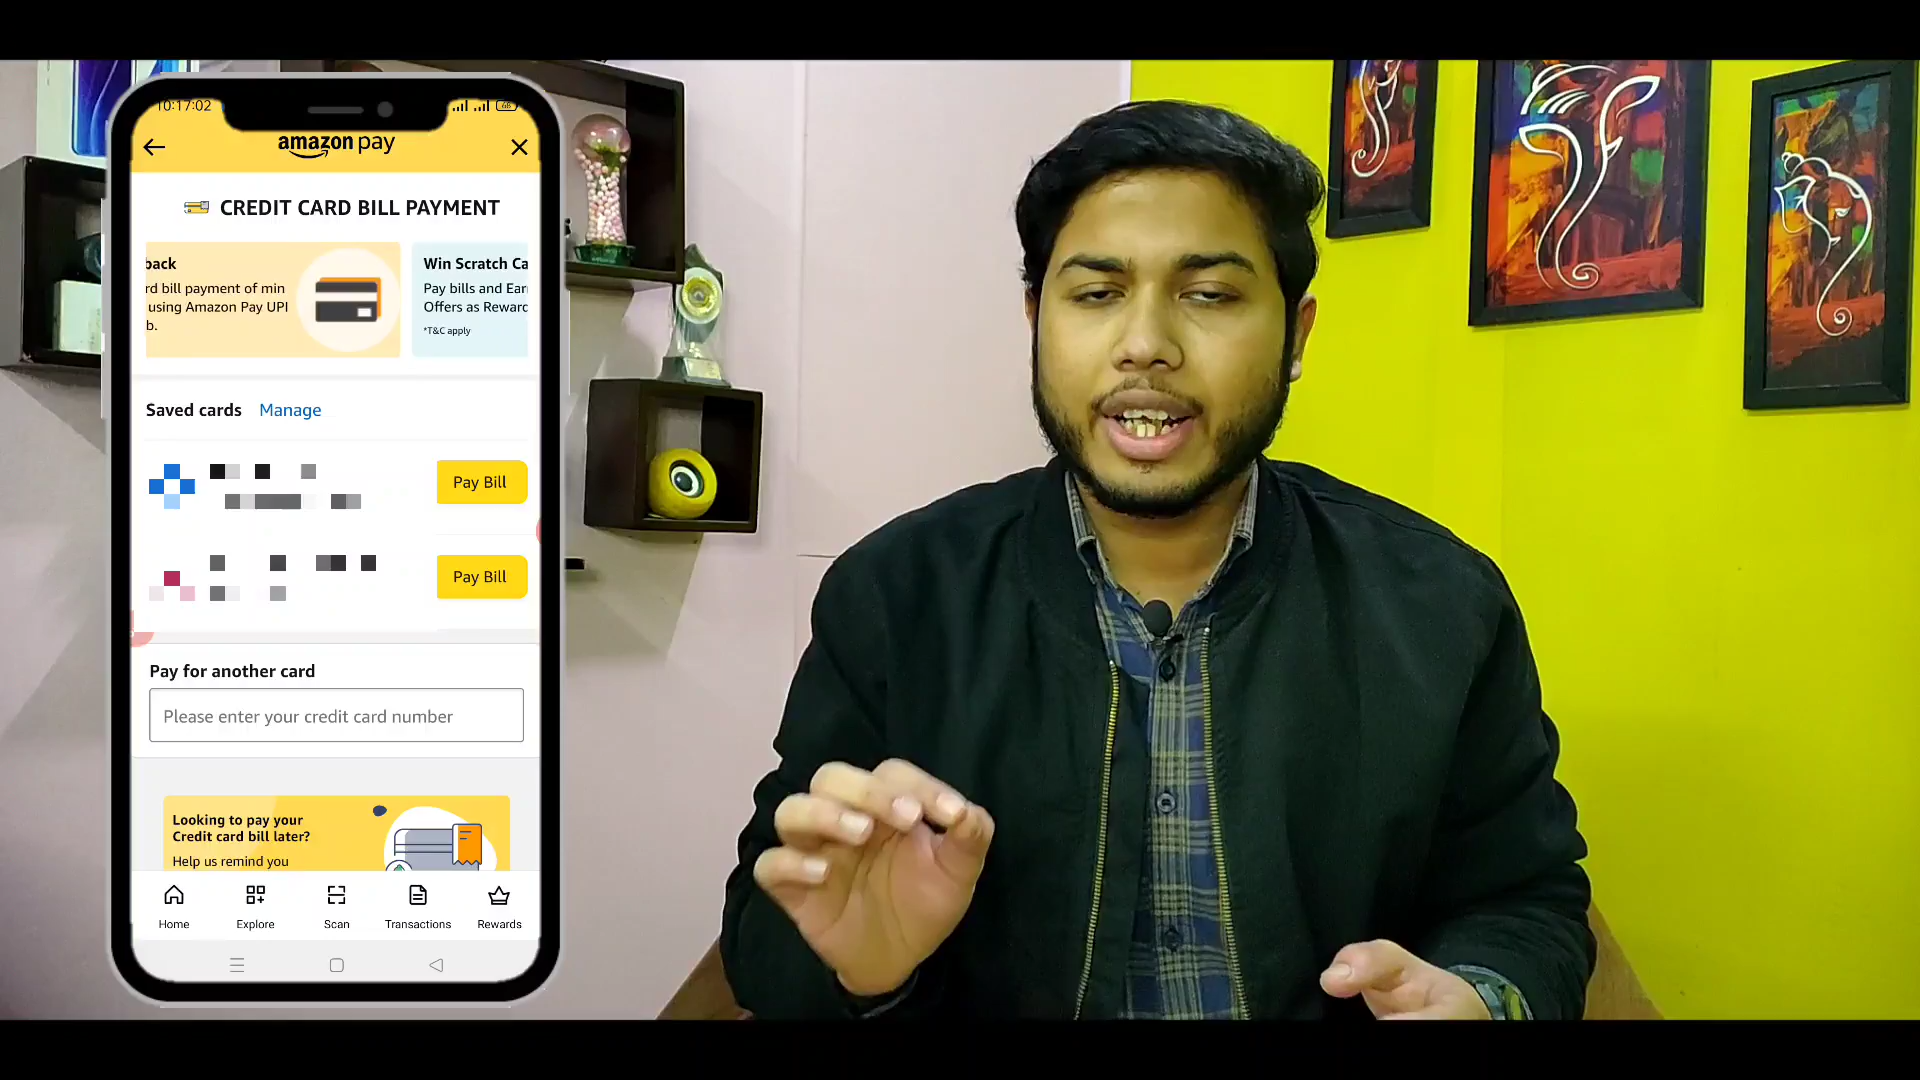 10:17:02
68
amazon pay
CREDIT CARD BILL PAYMENT
back
rd bill payment of min
using Amazon Pay UPI
b.
Win Scratch Ca
Pay bills and Ear
Offers as Reward
*T&C apply
Saved cards Manage
Pay Bill
Pay Bill
Pay for another card
Please enter your credit card number
Looking to pay your
Credit card bill later?
Help us remind you
Home Explore Scan Transactions Rewards